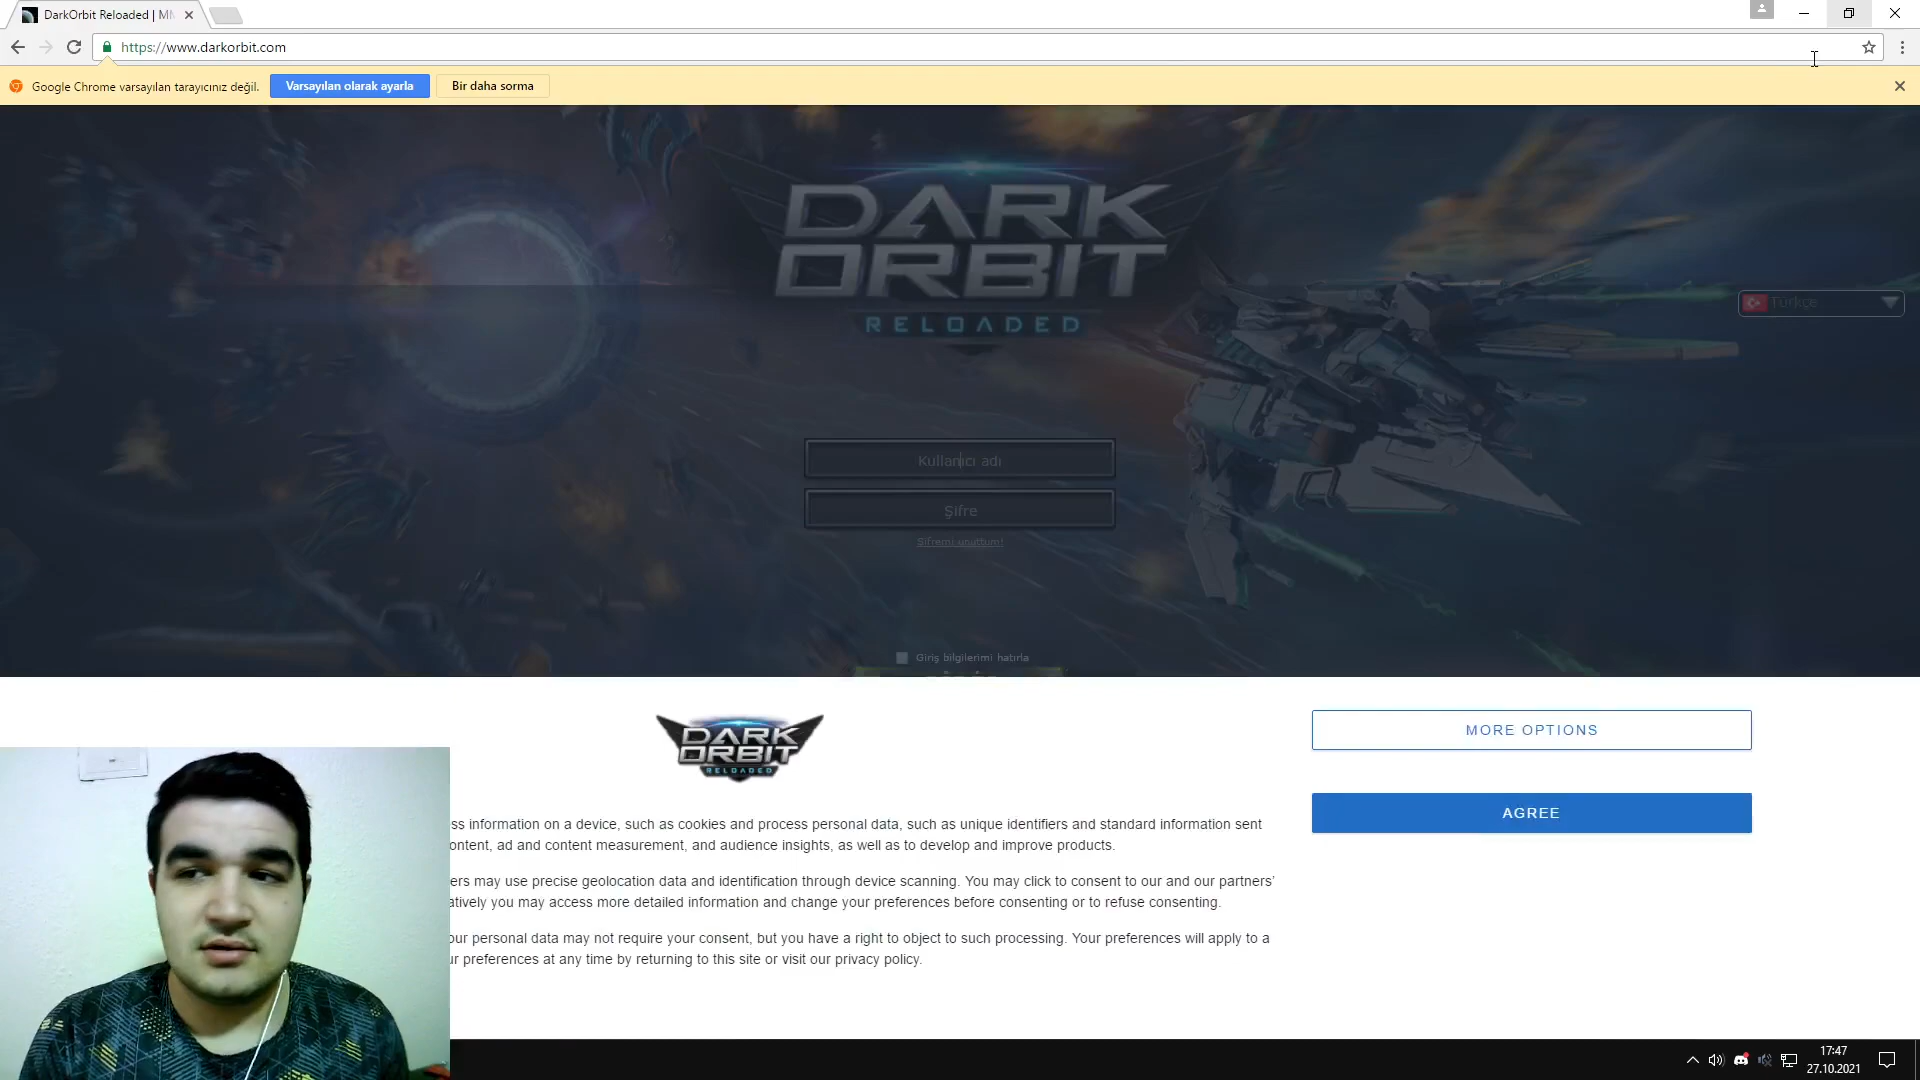 DarkOrbit Reloaded | MM
https://www.darkorbit.com
Google Chrome varsayılan tarayıcınız değil.
Varsayılan olarak ayarla
Bir daha sorma
DARK
ORBIT
RELOADED
Türkçe
Kullanıcı adı
Şifre
Şifremi unuttum!
Giriş bilgilerimi hatırla
DARK
ORBIT
RELOADED
MORE OPTIONS
AGREE
ss information on a device, such as cookies and process personal data, such as unique identifiers and standard information sent
ontent, ad and content measurement, and audience insights, as well as to develop and improve products.
ers may use precise geolocation data and identification through device scanning. You may click to consent to our and our partners’
atively you may access more detailed information and change your preferences before consenting or to refuse consenting.
our personal data may not require your consent, but you have a right to object to such processing. Your preferences will apply to a
ur preferences at any time by returning to this site or visit our privacy policy.
17:47
27.10.2021